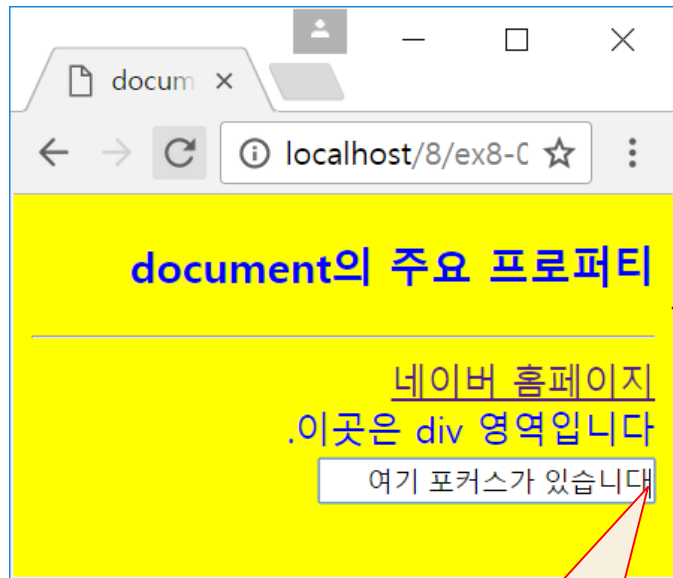 docum
localhost/8/ex8-0
document의 주요 프로퍼티
네이버 홈페이지
.이곳은 div 영역입니다
여기 포커스가 있습니다